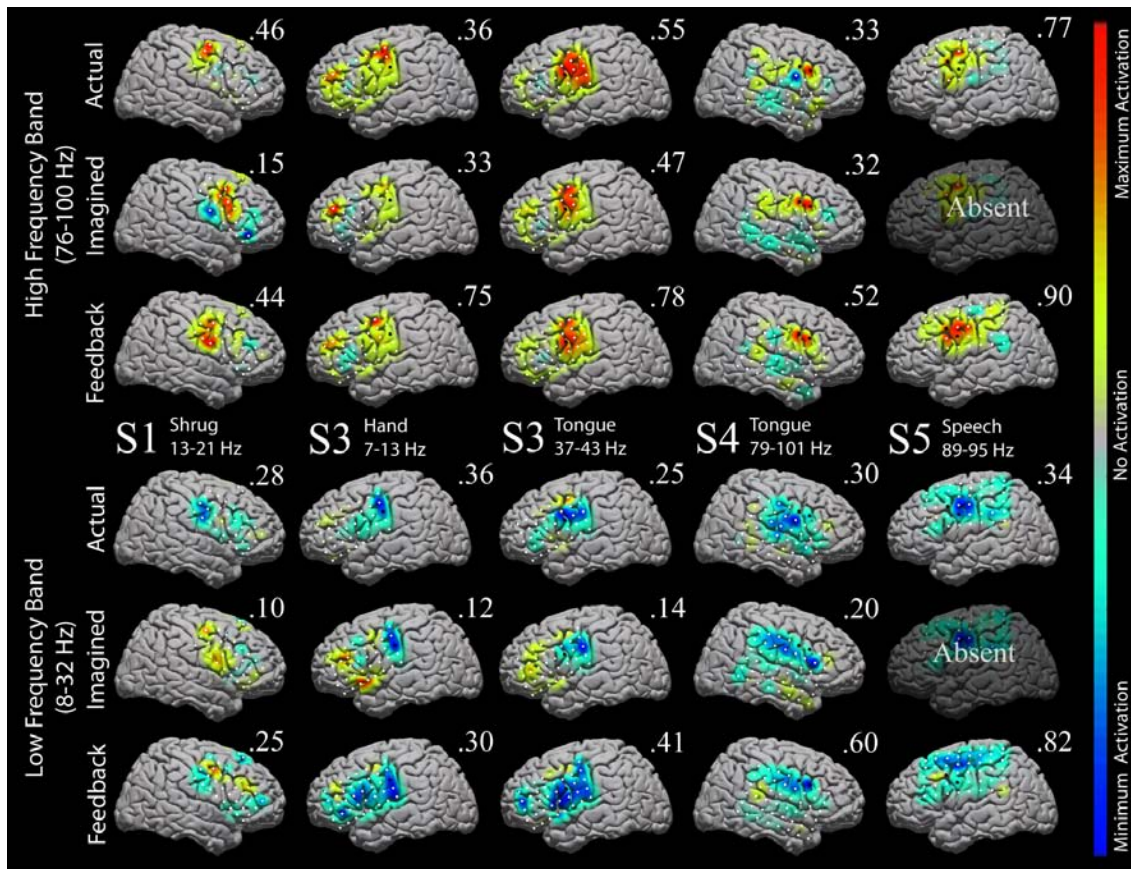 High Frequency Band
(76-100 Hz)
Actual
.46
.36
.55
.33
.77
Imagined
.15
.33
.47
.32
Absent
Feedback
.44
.75
.78
.52
.90
S1 Shrug
13-21 Hz
S3 Hand
7-13 Hz
S3 Tongue
37-43 Hz
S4 Tongue
79-101 Hz
S5 Speech
89-95 Hz
Low Frequency Band
(8-32 Hz)
Actual
.28
.36
.25
.30
.34
Imagined
.10
.12
.14
.20
Absent
Feedback
.25
.30
.41
.60
.82
Maximum Activation
No Activation
Minimum Activation